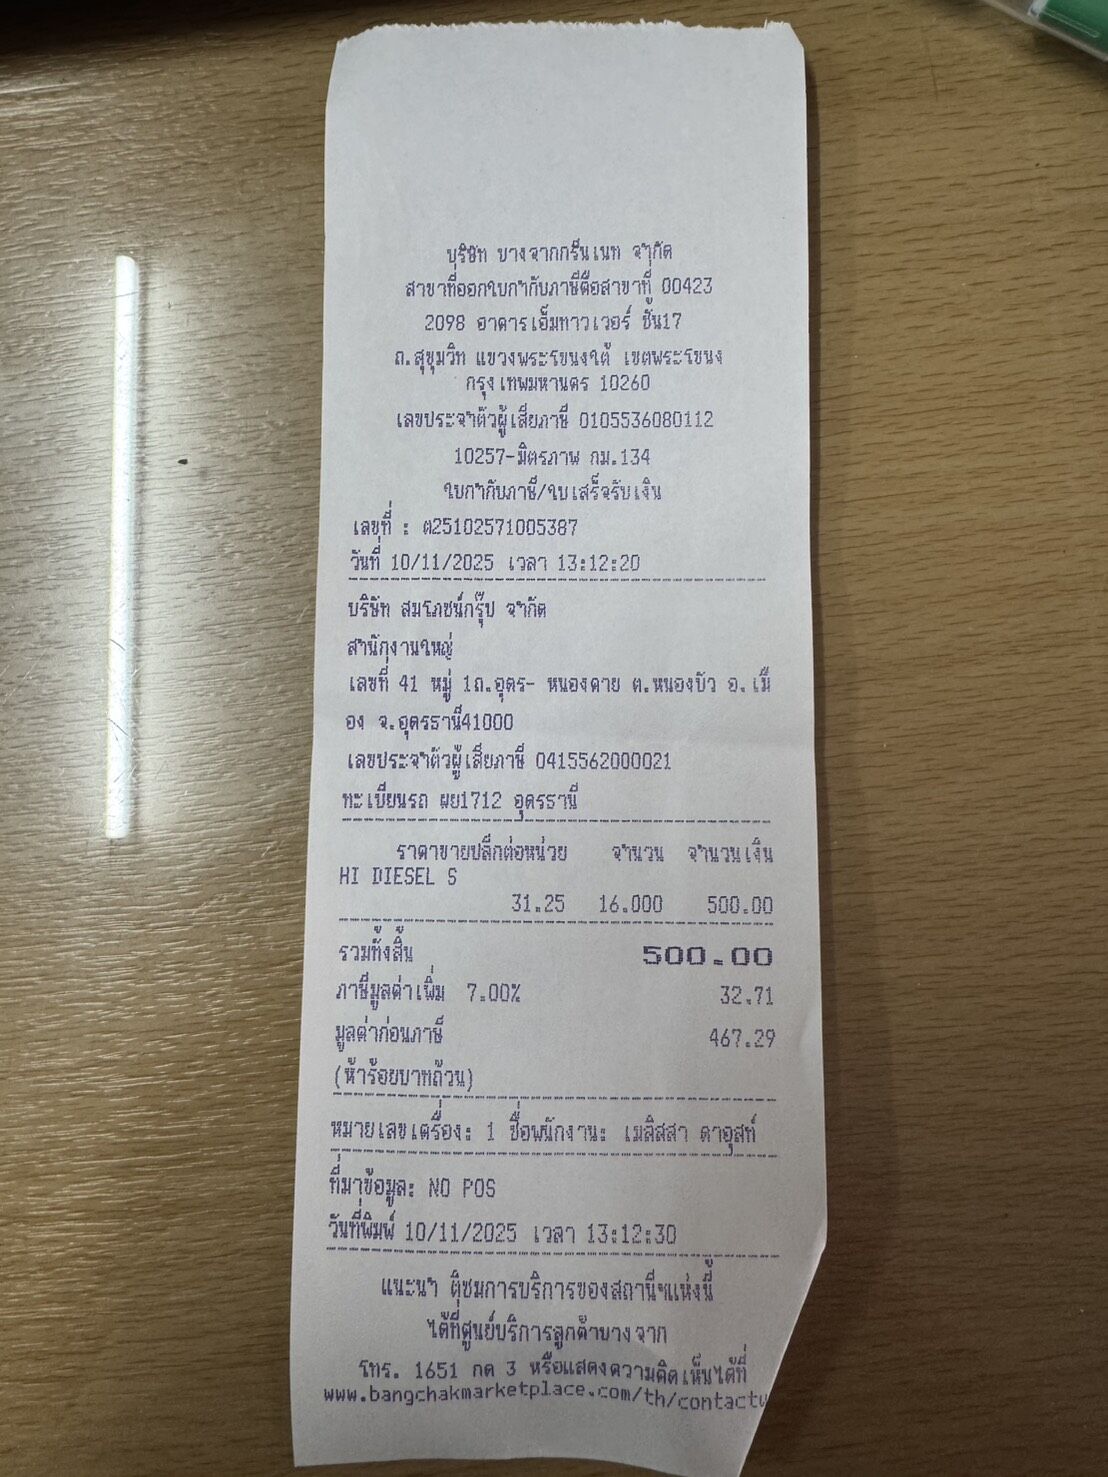 บริษัท บางจากกรีนเนท จำกัด
สาขาที่ออกใบกำกับภาษีคือสาขาที่ 00423
2098 อาคารเอ็มทาวเวอร์ ชั้น17
ถ.สุขุมวิท แขวงพระโขนงใต้ เขตพระโขนง
กรุงเทพมหานคร 10260
เลขประจำตัวผู้เสียภาษี 0105536080112
10257-มิตรภาพ กม.134
ใบกำกับภาษี/ใบเสร็จรับเงิน
เลขที่ : ต25102571005387
วันที่ 10/11/2025 เวลา 13:12:20
บริษัท สมโภชน์กรุ๊ป จำกัด
สำนักงานใหญ่
เลขที่ 41 หมู่ 1ถ.อุดร- หนองคาย ต.หนองบัว อ.เมื
อง จ.อุดรธานี41000
เลขประจำตัวผู้เสียภาษี 0415562000021
ทะเบียนรถ ผย1712 อุดรธานี
ราคาขายปลีกต่อหน่วย จำนวน จำนวนเงิน
HI DIESEL S
31.25 16.000 500.00
รวมทั้งสิ้น 500.00
ภาษีมูลค่าเพิ่ม 7.00% 32.71
มูลค่าก่อนภาษี 467.29
(ห้าร้อยบาทถ้วน)
หมายเลขเครื่อง: 1 ชื่อพนักงาน: เมลิสสา ดาอุสท์
ที่มาข้อมูล: NO POS
วันที่พิมพ์ 10/11/2025 เวลา 13:12:30
แนะนำ ติชมการบริการของสถานีฯแห่งนี้
ได้ที่ศูนย์บริการลูกค้าบางจาก
โทร. 1651 กด 3 หรือแสดงความคิดเห็นได้ที่
www.bangchakmarketplace.com/th/contactu